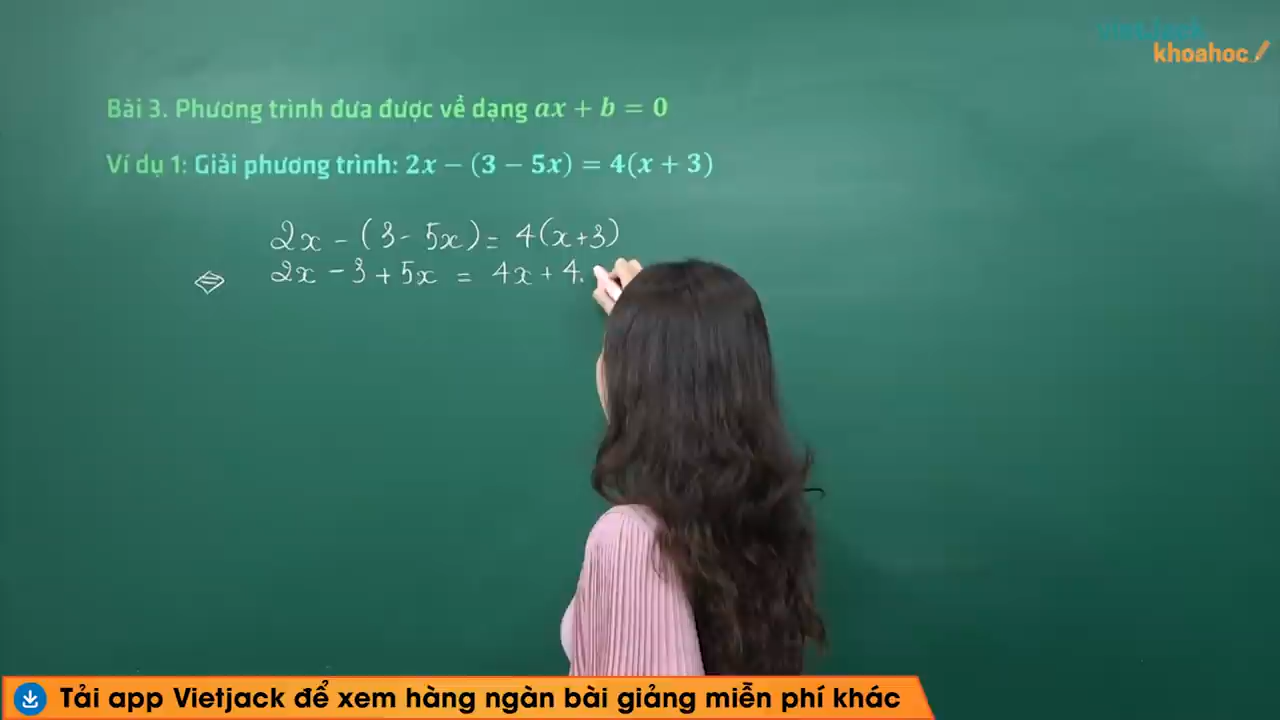 vietJack
khoahoc
Bài 3. Phương trình đưa được về dạng ax + b = 0
Ví dụ 1: Giải phương trình: 2x − (3 − 5x) = 4(x + 3)
2x - (3 - 5x) = 4(x+3)
⇔ 2x - 3 + 5x = 4x + 4.
Tải app Vietjack để xem hàng ngàn bài giảng miễn phí khác